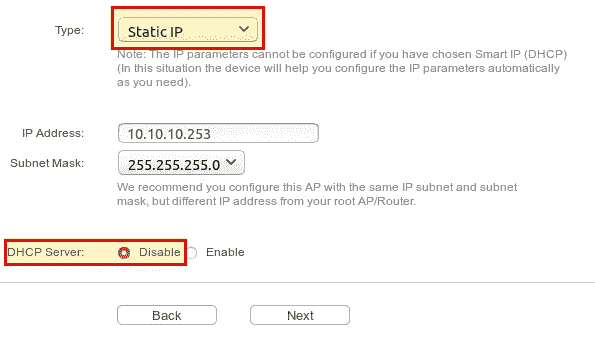 Type: Static IP
Note: The IP parameters cannot be configured if you have chosen Smart IP (DHCP)
(In this situation the device will help you configure the IP parameters automatically
as you need).
IP Address: 10.10.10.253
Subnet Mask: 255.255.255.0
We recommend you configure this AP with the same IP subnet and subnet
mask, but different IP address from your root AP/Router.
DHCP Server: Disable Enable
Back Next